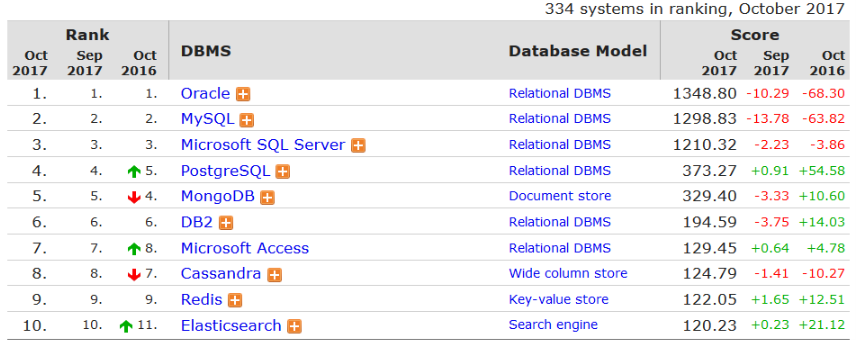 334 systems in ranking, October 2017
Rank Score
Oct 2017 Sep 2017 Oct 2016 DBMS Database Model Oct 2017 Sep 2017 Oct 2016
1. 1. 1. Oracle Relational DBMS 1348.80 -10.29 -68.30
2. 2. 2. MySQL Relational DBMS 1298.83 -13.78 -63.82
3. 3. 3. Microsoft SQL Server Relational DBMS 1210.32 -2.23 -3.86
4. 4. 5. PostgreSQL Relational DBMS 373.27 +0.91 +54.58
5. 5. 4. MongoDB Document store 329.40 -3.33 +10.60
6. 6. 6. DB2 Relational DBMS 194.59 -3.75 +14.03
7. 7. 8. Microsoft Access Relational DBMS 129.45 +0.64 +4.78
8. 8. 7. Cassandra Wide column store 124.79 -1.41 -10.27
9. 9. 9. Redis Key-value store 122.05 +1.65 +12.51
10. 10. 11. Elasticsearch Search engine 120.23 +0.23 +21.12